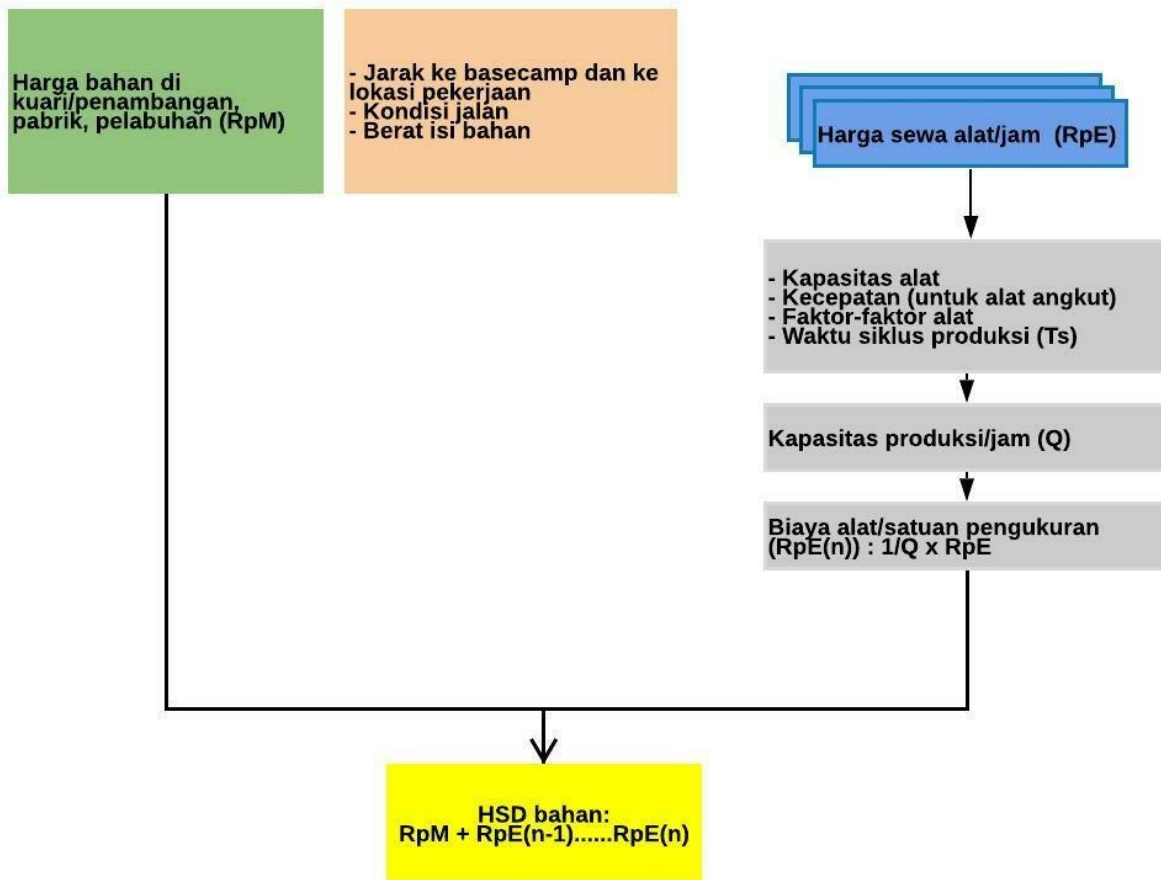 Harga bahan di
kuari/penambangan,
pabrik, pelabuhan (RpM)
- Jarak ke basecamp dan ke
lokasi pekerjaan
- Kondisi jalan
- Berat isi bahan
Harga sewa alat/jam (RpE)
- Kapasitas alat
- Kecepatan (untuk alat angkut)
- Faktor-faktor alat
- Waktu siklus produksi (Ts)
Kapasitas produksi/jam (Q)
Biaya alat/satuan pengukuran
(RpE(n)) : 1/Q x RpE
HSD bahan:
RpM + RpE(n-1)......RpE(n)